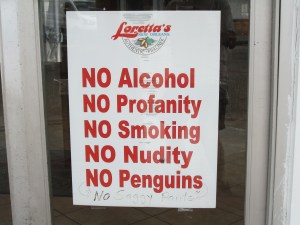 Loretta's
NO Alcohol
NO Profanity
NO Smoking
NO Nudity
NO Penguins
"NO Saggy Pants"